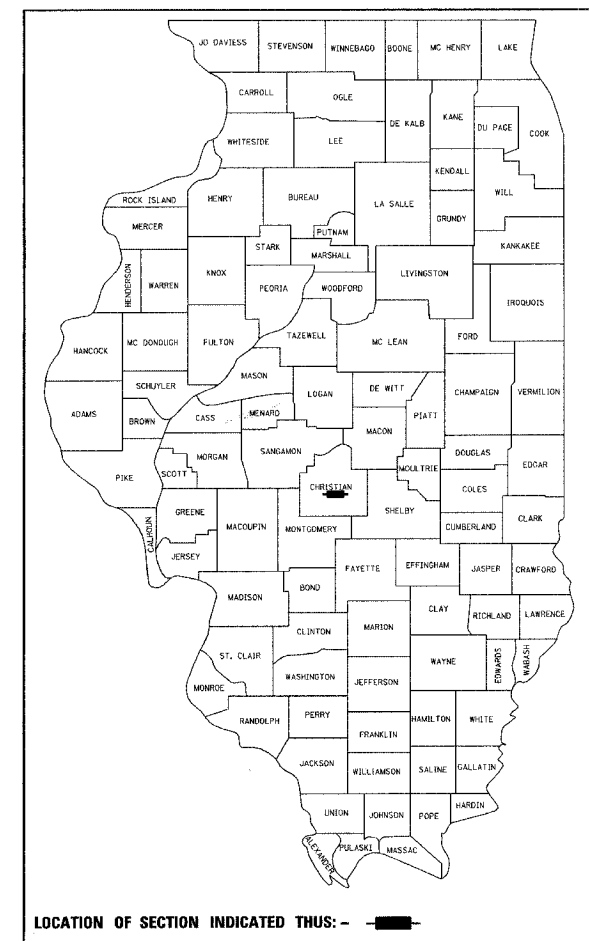 JO DAVIESS STEVENSON WINNEBAGO BOONE MC HENRY LAKE
CARROLL OGLE
DE KALB KANE DU PAGE COOK
WHITESIDE LEE
KENDALL
ROCK ISLAND HENRY BUREAU LA SALLE GRUNDY WILL
MERCER PUTNAM
STARK MARSHALL KANKAKEE
HENDERSON WARREN KNOX PEORIA WOODFORD LIVINGSTON IROQUOIS
HANCOCK MC DONOUGH FULTON TAZEWELL MC LEAN FORD
SCHUYLER MASON
ADAMS BROWN CASS MENARD LOGAN DE WITT PIATT CHAMPAIGN VERMILION
MACON
PIKE SCOTT MORGAN SANGAMON MOULTRIE DOUGLAS EDGAR
CHRISTIAN COLES
CALHOUN GREENE MACOUPIN MONTGOMERY SHELBY CUMBERLAND CLARK
JERSEY
FAYETTE EFFINGHAM JASPER CRAWFORD
MADISON BOND
CLAY RICHLAND LAWRENCE
CLINTON MARION
ST. CLAIR WAYNE EDWARDS WABASH
MONROE WASHINGTON JEFFERSON
RANDOLPH PERRY HAMILTON WHITE
FRANKLIN
JACKSON WILLIAMSON SALINE GALLATIN
UNION JOHNSON POPE HARDIN
ALEXANDER PULASKI MASSAC
LOCATION OF SECTION INDICATED THUS: -